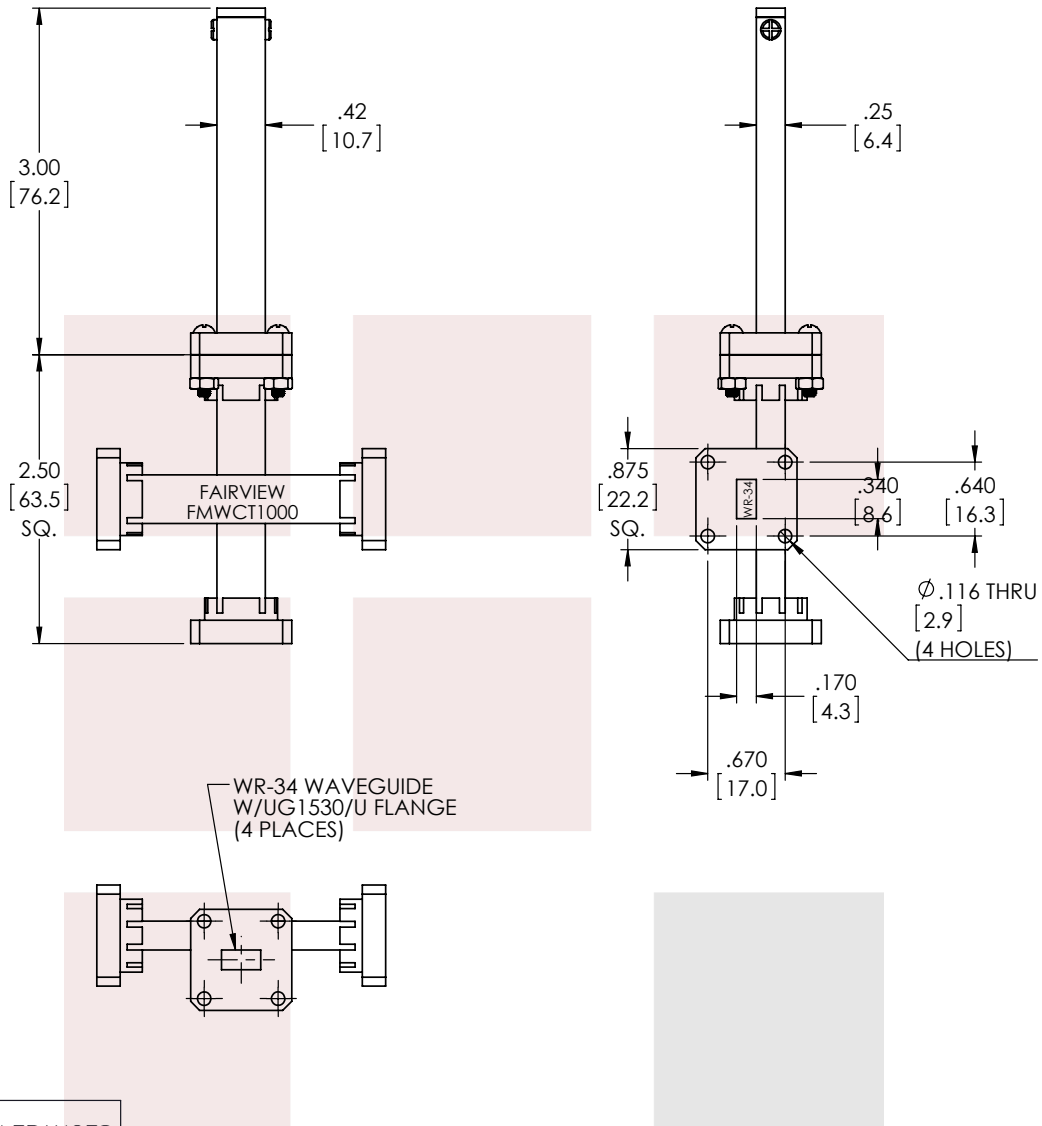 .42
[10.7]
3.00
[76.2]
2.50
[63.5]
SQ.
FAIRVIEW
FMWCT1000
.25
[6.4]
.875
[22.2]
SQ.
WR-34
.340
[8.6]
.640
[16.3]
Ø.116 THRU
[2.9]
(4 HOLES)
.170
[4.3]
.670
[17.0]
WR-34 WAVEGUIDE
W/UG1530/U FLANGE
(4 PLACES)